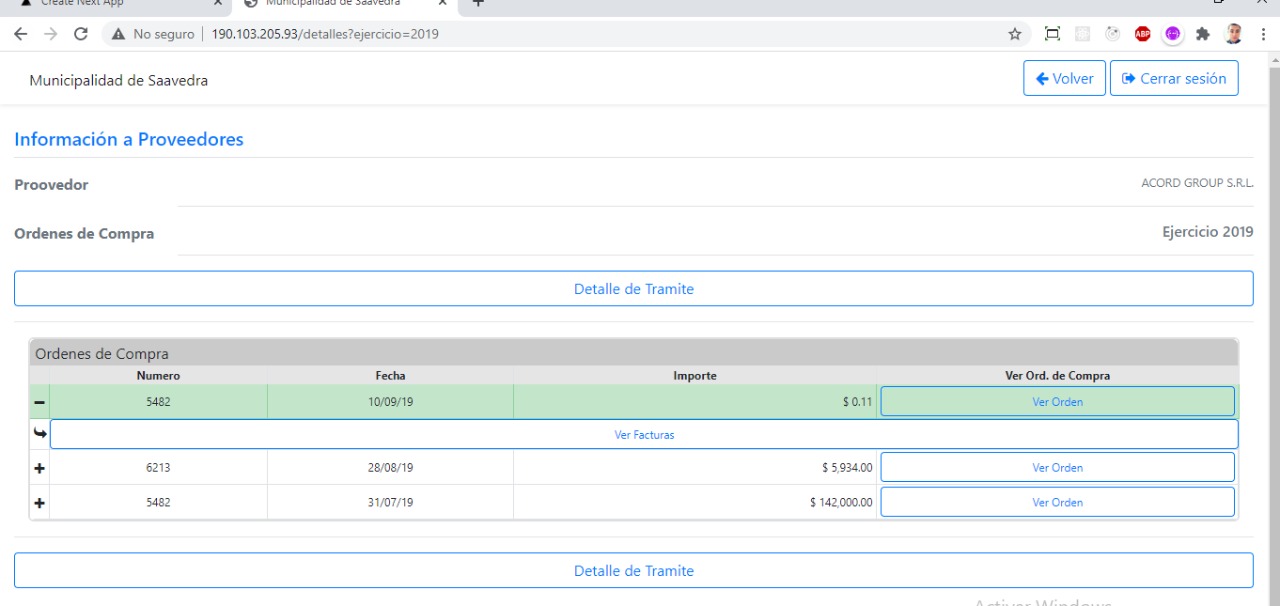 Create Next App
Municipalidad de Saavedra
No seguro
190.103.205.93/detalles?ejercicio=2019
ABP
Municipalidad de Saavedra
Volver
Cerrar sesión
Información a Proveedores
Proovedor
ACORD GROUP S.R.L.
Ordenes de Compra
Ejercicio 2019
Detalle de Tramite
Ordenes de Compra
Numero Fecha Importe Ver Ord. de Compra
5482 10/09/19 $ 0.11 Ver Orden
Ver Facturas
6213 28/08/19 $ 5,934.00 Ver Orden
5482 31/07/19 $ 142,000.00 Ver Orden
Detalle de Tramite
Activar Windows